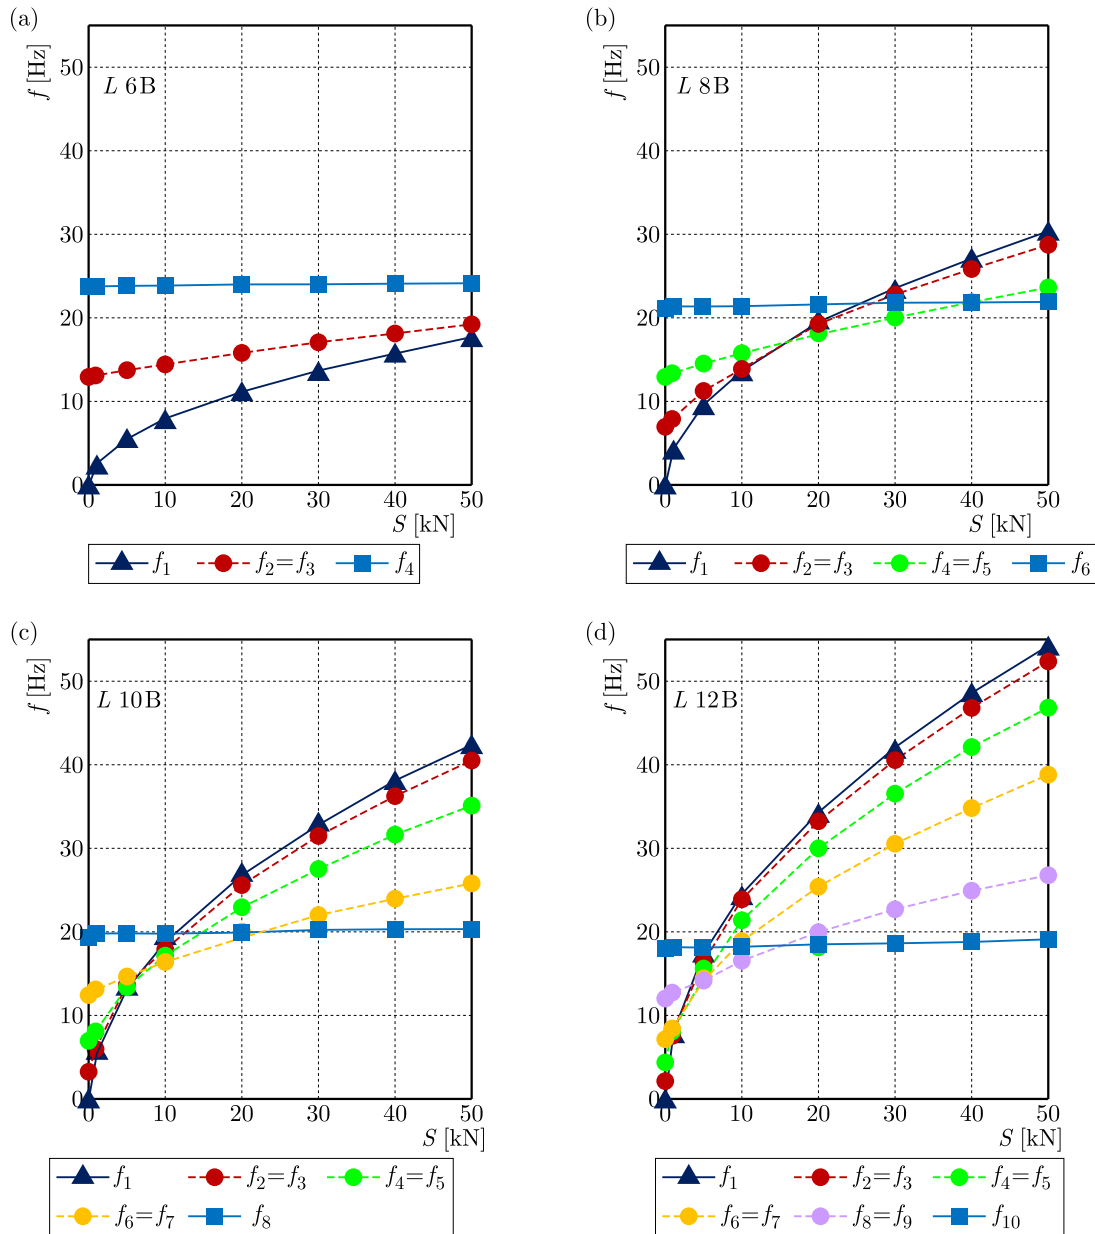 (a)
f [Hz]
L 6B
50
40
30
20
10
0
0 10 20 30 40 50
S [kN]
f₁ f₂=f₃ f₄
(b)
f [Hz]
L 8B
50
40
30
20
10
0
0 10 20 30 40 50
S [kN]
f₁ f₂=f₃ f₄=f₅ f₆
(c)
f [Hz]
L 10B
50
40
30
20
10
0
0 10 20 30 40 50
S [kN]
f₁ f₂=f₃ f₄=f₅
f₆=f₇ f₈
(d)
f [Hz]
L 12B
50
40
30
20
10
0
0 10 20 30 40 50
S [kN]
f₁ f₂=f₃ f₄=f₅
f₆=f₇ f₈=f₉ f₁₀